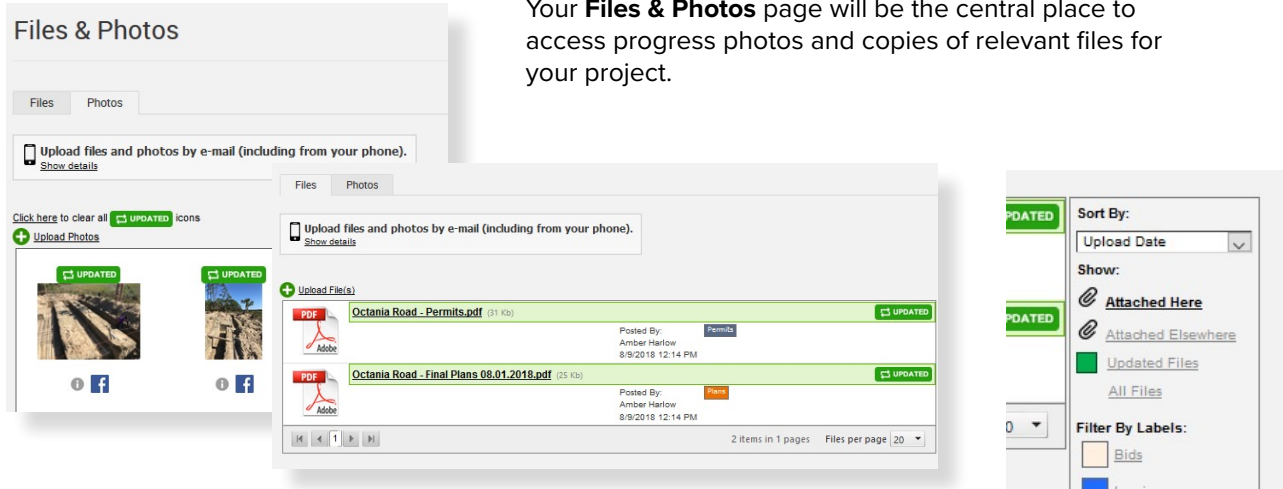 Your Files & Photos page will be the central place to
access progress photos and copies of relevant files for
your project.
Files & Photos
Files Photos
Upload files and photos by e-mail (including from your phone).
Show details
Click here to clear all UPDATED icons
Upload Photos
UPDATED UPDATED
Files Photos
Upload files and photos by e-mail (including from your phone).
Show details
Upload File(s)
PDF Adobe
Octania Road - Permits.pdf (31 Kb) UPDATED
Posted By: Permits
Amber Harlow
8/9/2018 12:14 PM
PDF Adobe
Octania Road - Final Plans 08.01.2018.pdf (25 Kb) UPDATED
Posted By: Plans
Amber Harlow
8/9/2018 12:14 PM
1 2 items in 1 pages Files per page 20
PDATED
PDATED
0
Sort By:
Upload Date
Show:
Attached Here
Attached Elsewhere
Updated Files
All Files
Filter By Labels:
Bids